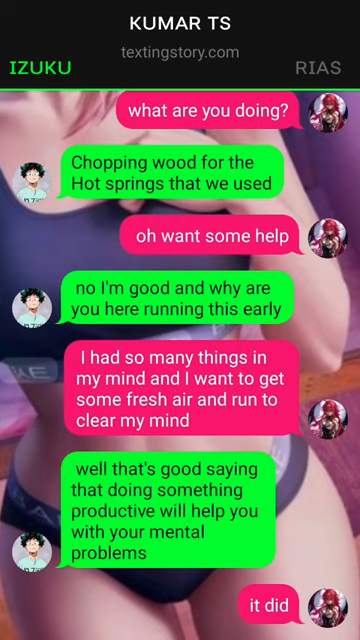 KUMAR TS
textingstory.com
IZUKU
RIAS
what are you doing?
Chopping wood for the
Hot springs that we used
oh want some help
no I'm good and why are
you here running this early
I had so many things in
my mind and I want to get
some fresh air and run to
clear my mind
well that's good saying
that doing something
productive will help you
with your mental
problems
it did